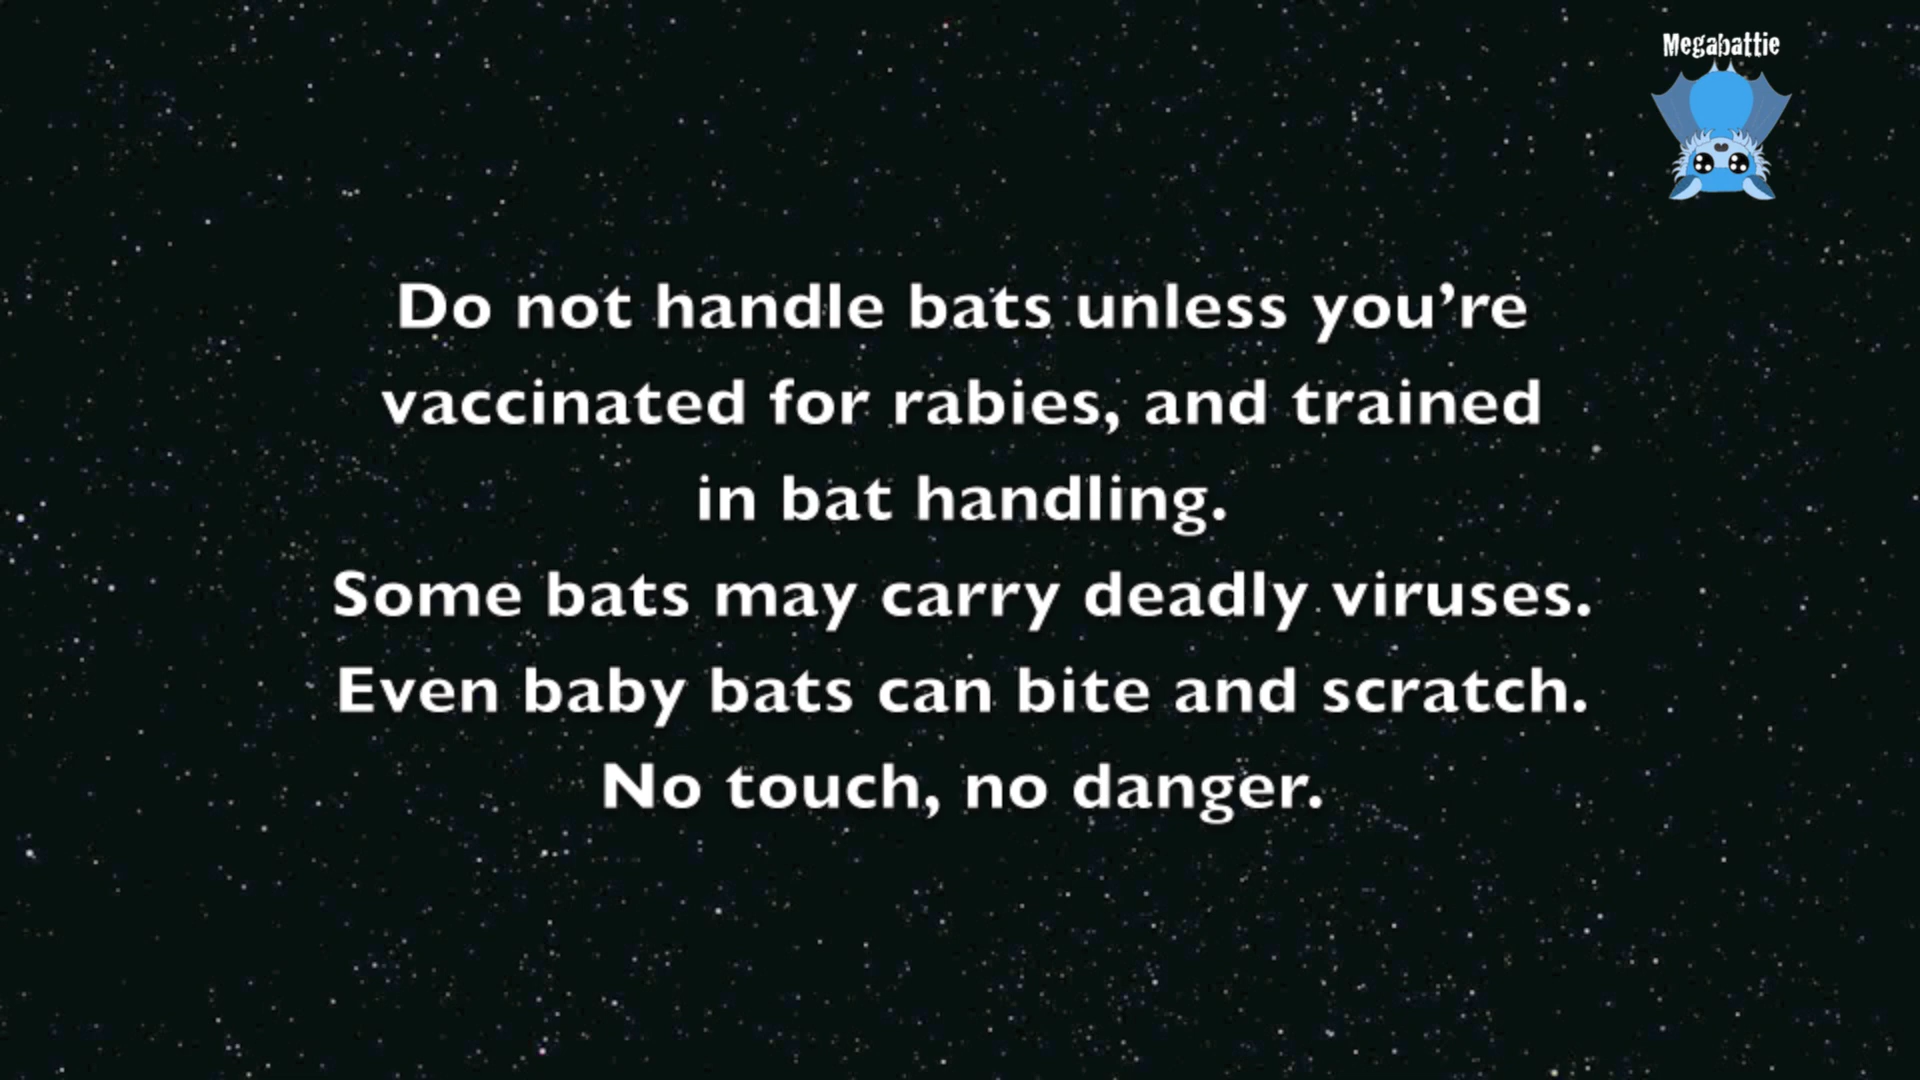 Megabattie
Do not handle bats unless you’re
vaccinated for rabies, and trained
in bat handling.
Some bats may carry deadly viruses.
Even baby bats can bite and scratch.
No touch, no danger.